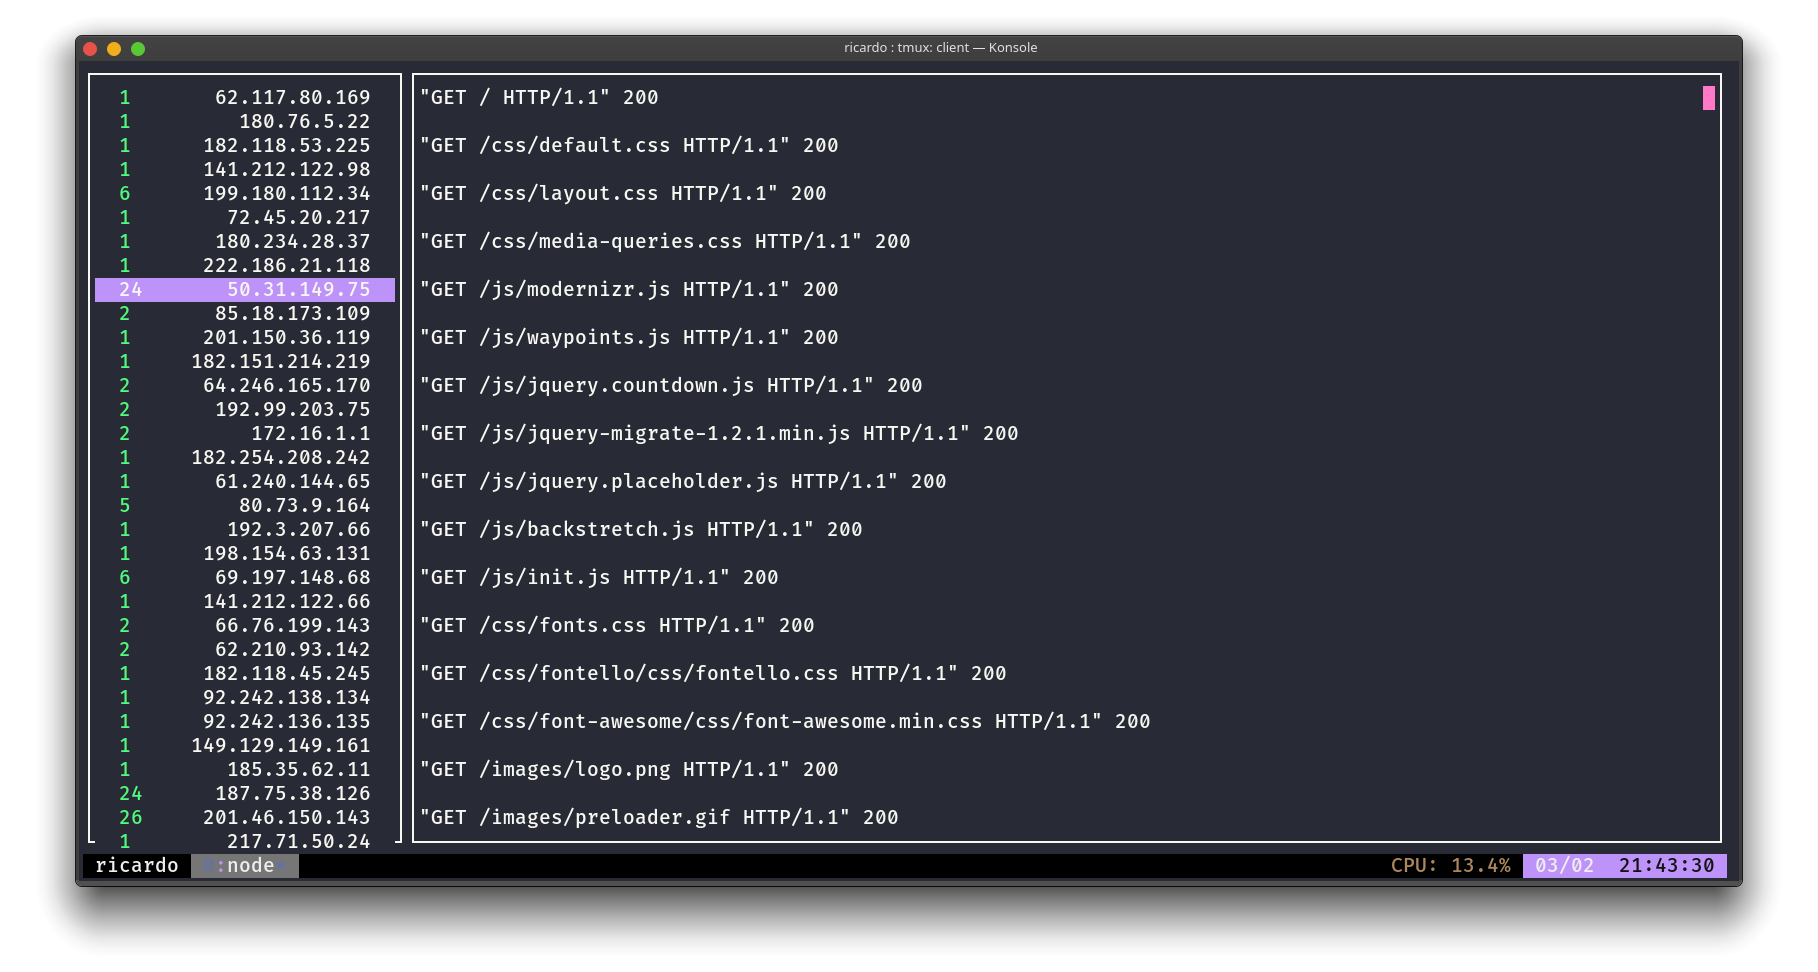 ricardo : tmux: client — Konsole
1 62.117.80.169
1 180.76.5.22
1 182.118.53.225
1 141.212.122.98
6 199.180.112.34
1 72.45.20.217
1 180.234.28.37
1 222.186.21.118
24 50.31.149.75
2 85.18.173.109
1 201.150.36.119
1 182.151.214.219
2 64.246.165.170
2 192.99.203.75
2 172.16.1.1
1 182.254.208.242
1 61.240.144.65
5 80.73.9.164
1 192.3.207.66
1 198.154.63.131
6 69.197.148.68
1 141.212.122.66
2 66.76.199.143
2 62.210.93.142
1 182.118.45.245
1 92.242.138.134
1 92.242.136.135
1 149.129.149.161
1 185.35.62.11
24 187.75.38.126
26 201.46.150.143
1 217.71.50.24
"GET / HTTP/1.1" 200
"GET /css/default.css HTTP/1.1" 200
"GET /css/layout.css HTTP/1.1" 200
"GET /css/media-queries.css HTTP/1.1" 200
"GET /js/modernizr.js HTTP/1.1" 200
"GET /js/waypoints.js HTTP/1.1" 200
"GET /js/jquery.countdown.js HTTP/1.1" 200
"GET /js/jquery-migrate-1.2.1.min.js HTTP/1.1" 200
"GET /js/jquery.placeholder.js HTTP/1.1" 200
"GET /js/backstretch.js HTTP/1.1" 200
"GET /js/init.js HTTP/1.1" 200
"GET /css/fonts.css HTTP/1.1" 200
"GET /css/fontello/css/fontello.css HTTP/1.1" 200
"GET /css/font-awesome/css/font-awesome.min.css HTTP/1.1" 200
"GET /images/logo.png HTTP/1.1" 200
"GET /images/preloader.gif HTTP/1.1" 200
ricardo :node CPU: 13.4% 03/02 21:43:30